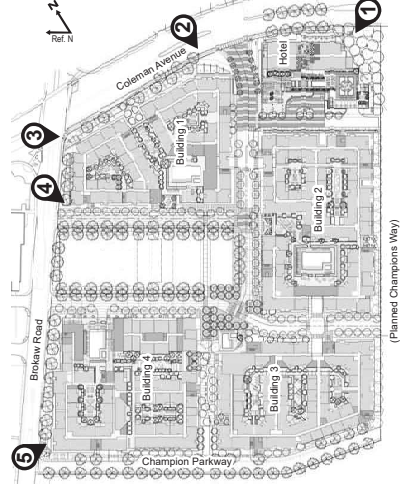 1
2
N
Ref. N
Coleman Avenue
Hotel
3
Building 1
4
Building 2
(Planned Champions Way)
Brokaw Road
Building 4
Building 3
5
Champion Parkway